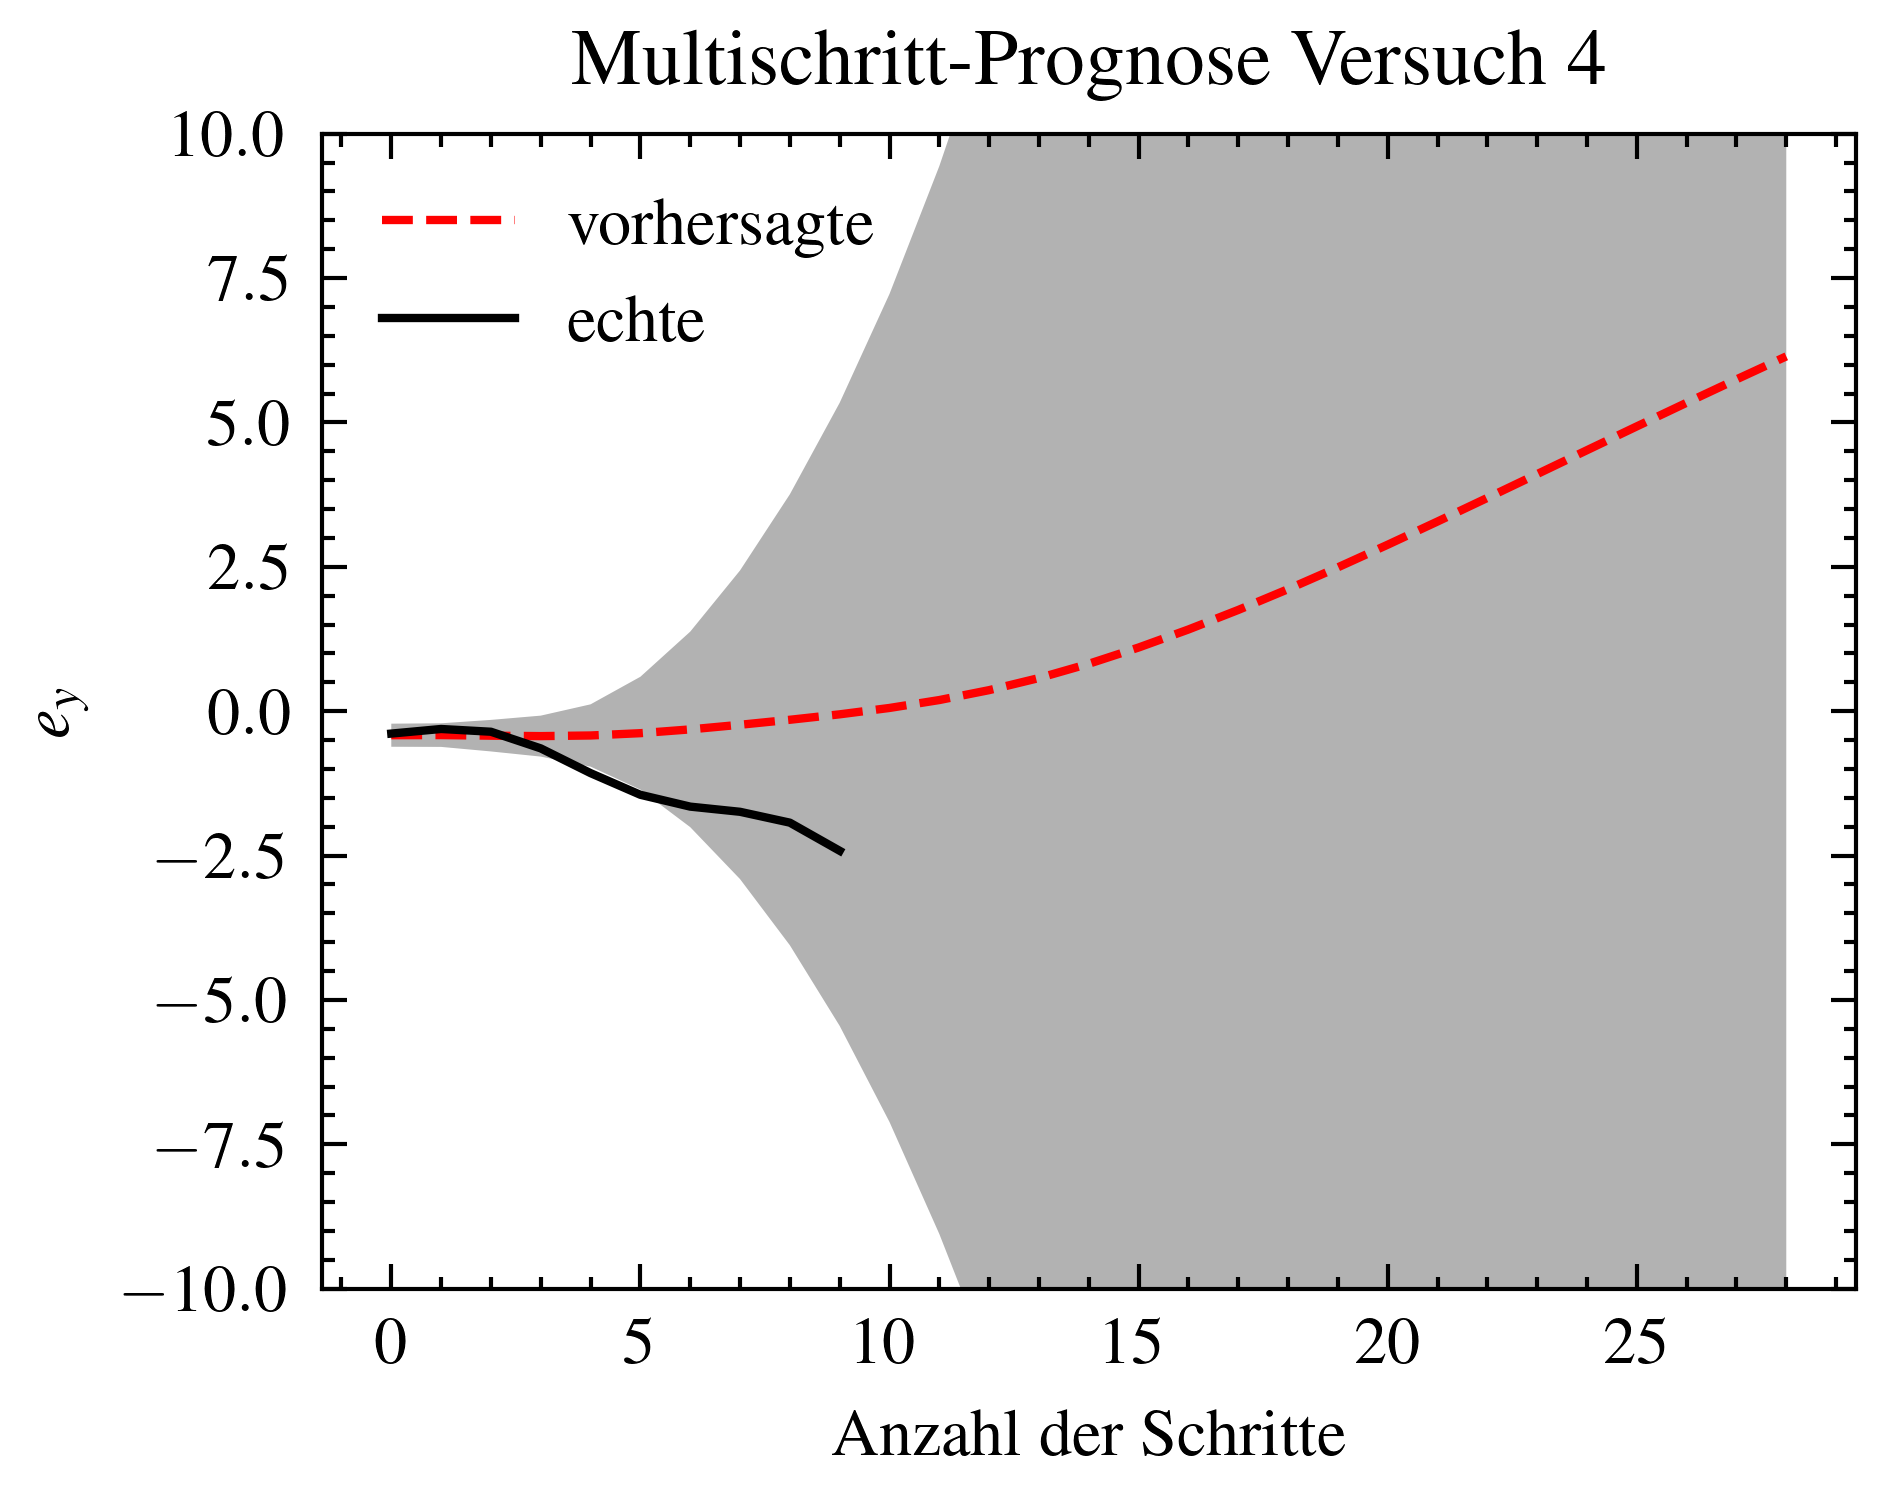 Multischritt-Prognose Versuch 4
10.0
7.5
5.0
2.5
0.0
−2.5
−5.0
−7.5
−10.0
e_y
vorhersagte
echte
0 5 10 15 20 25
Anzahl der Schritte